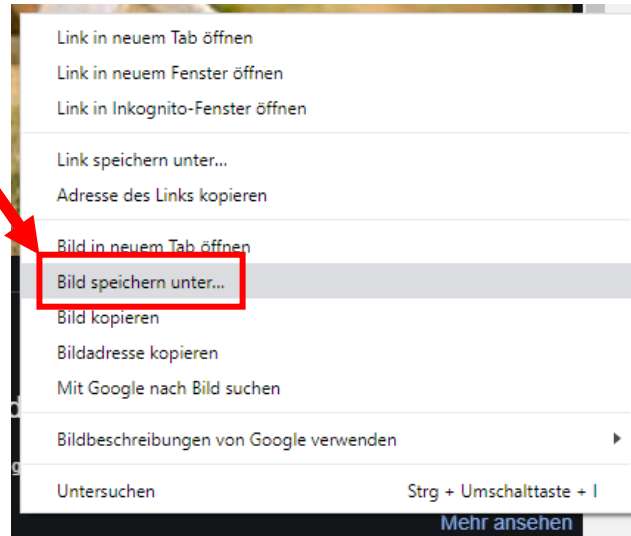 Link in neuem Tab öffnen
Link in neuem Fenster öffnen
Link in Inkognito-Fenster öffnen
Link speichern unter...
Adresse des Links kopieren
Bild in neuem Tab öffnen
Bild speichern unter...
Bild kopieren
Bildadresse kopieren
Mit Google nach Bild suchen
Bildbeschreibungen von Google verwenden
Untersuchen Strg + Umschalttaste + I
Mehr ansehen